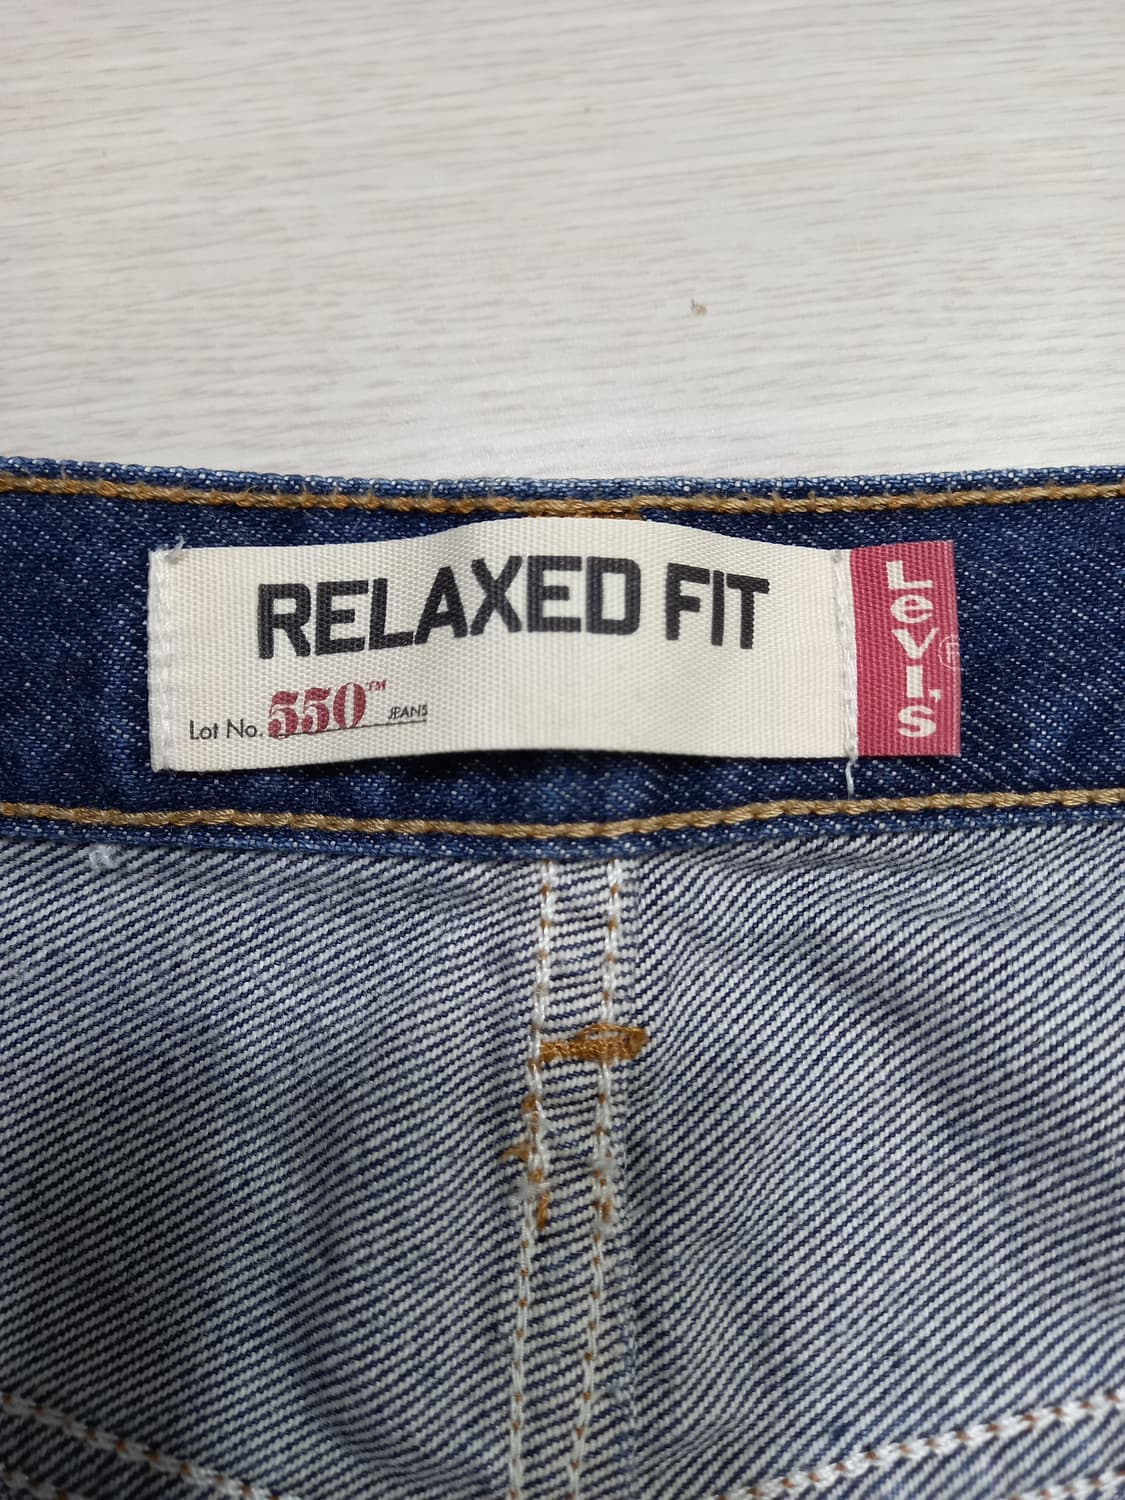 RELAXED FIT
Lot No. 550™ JEANS
LeVI'S ®